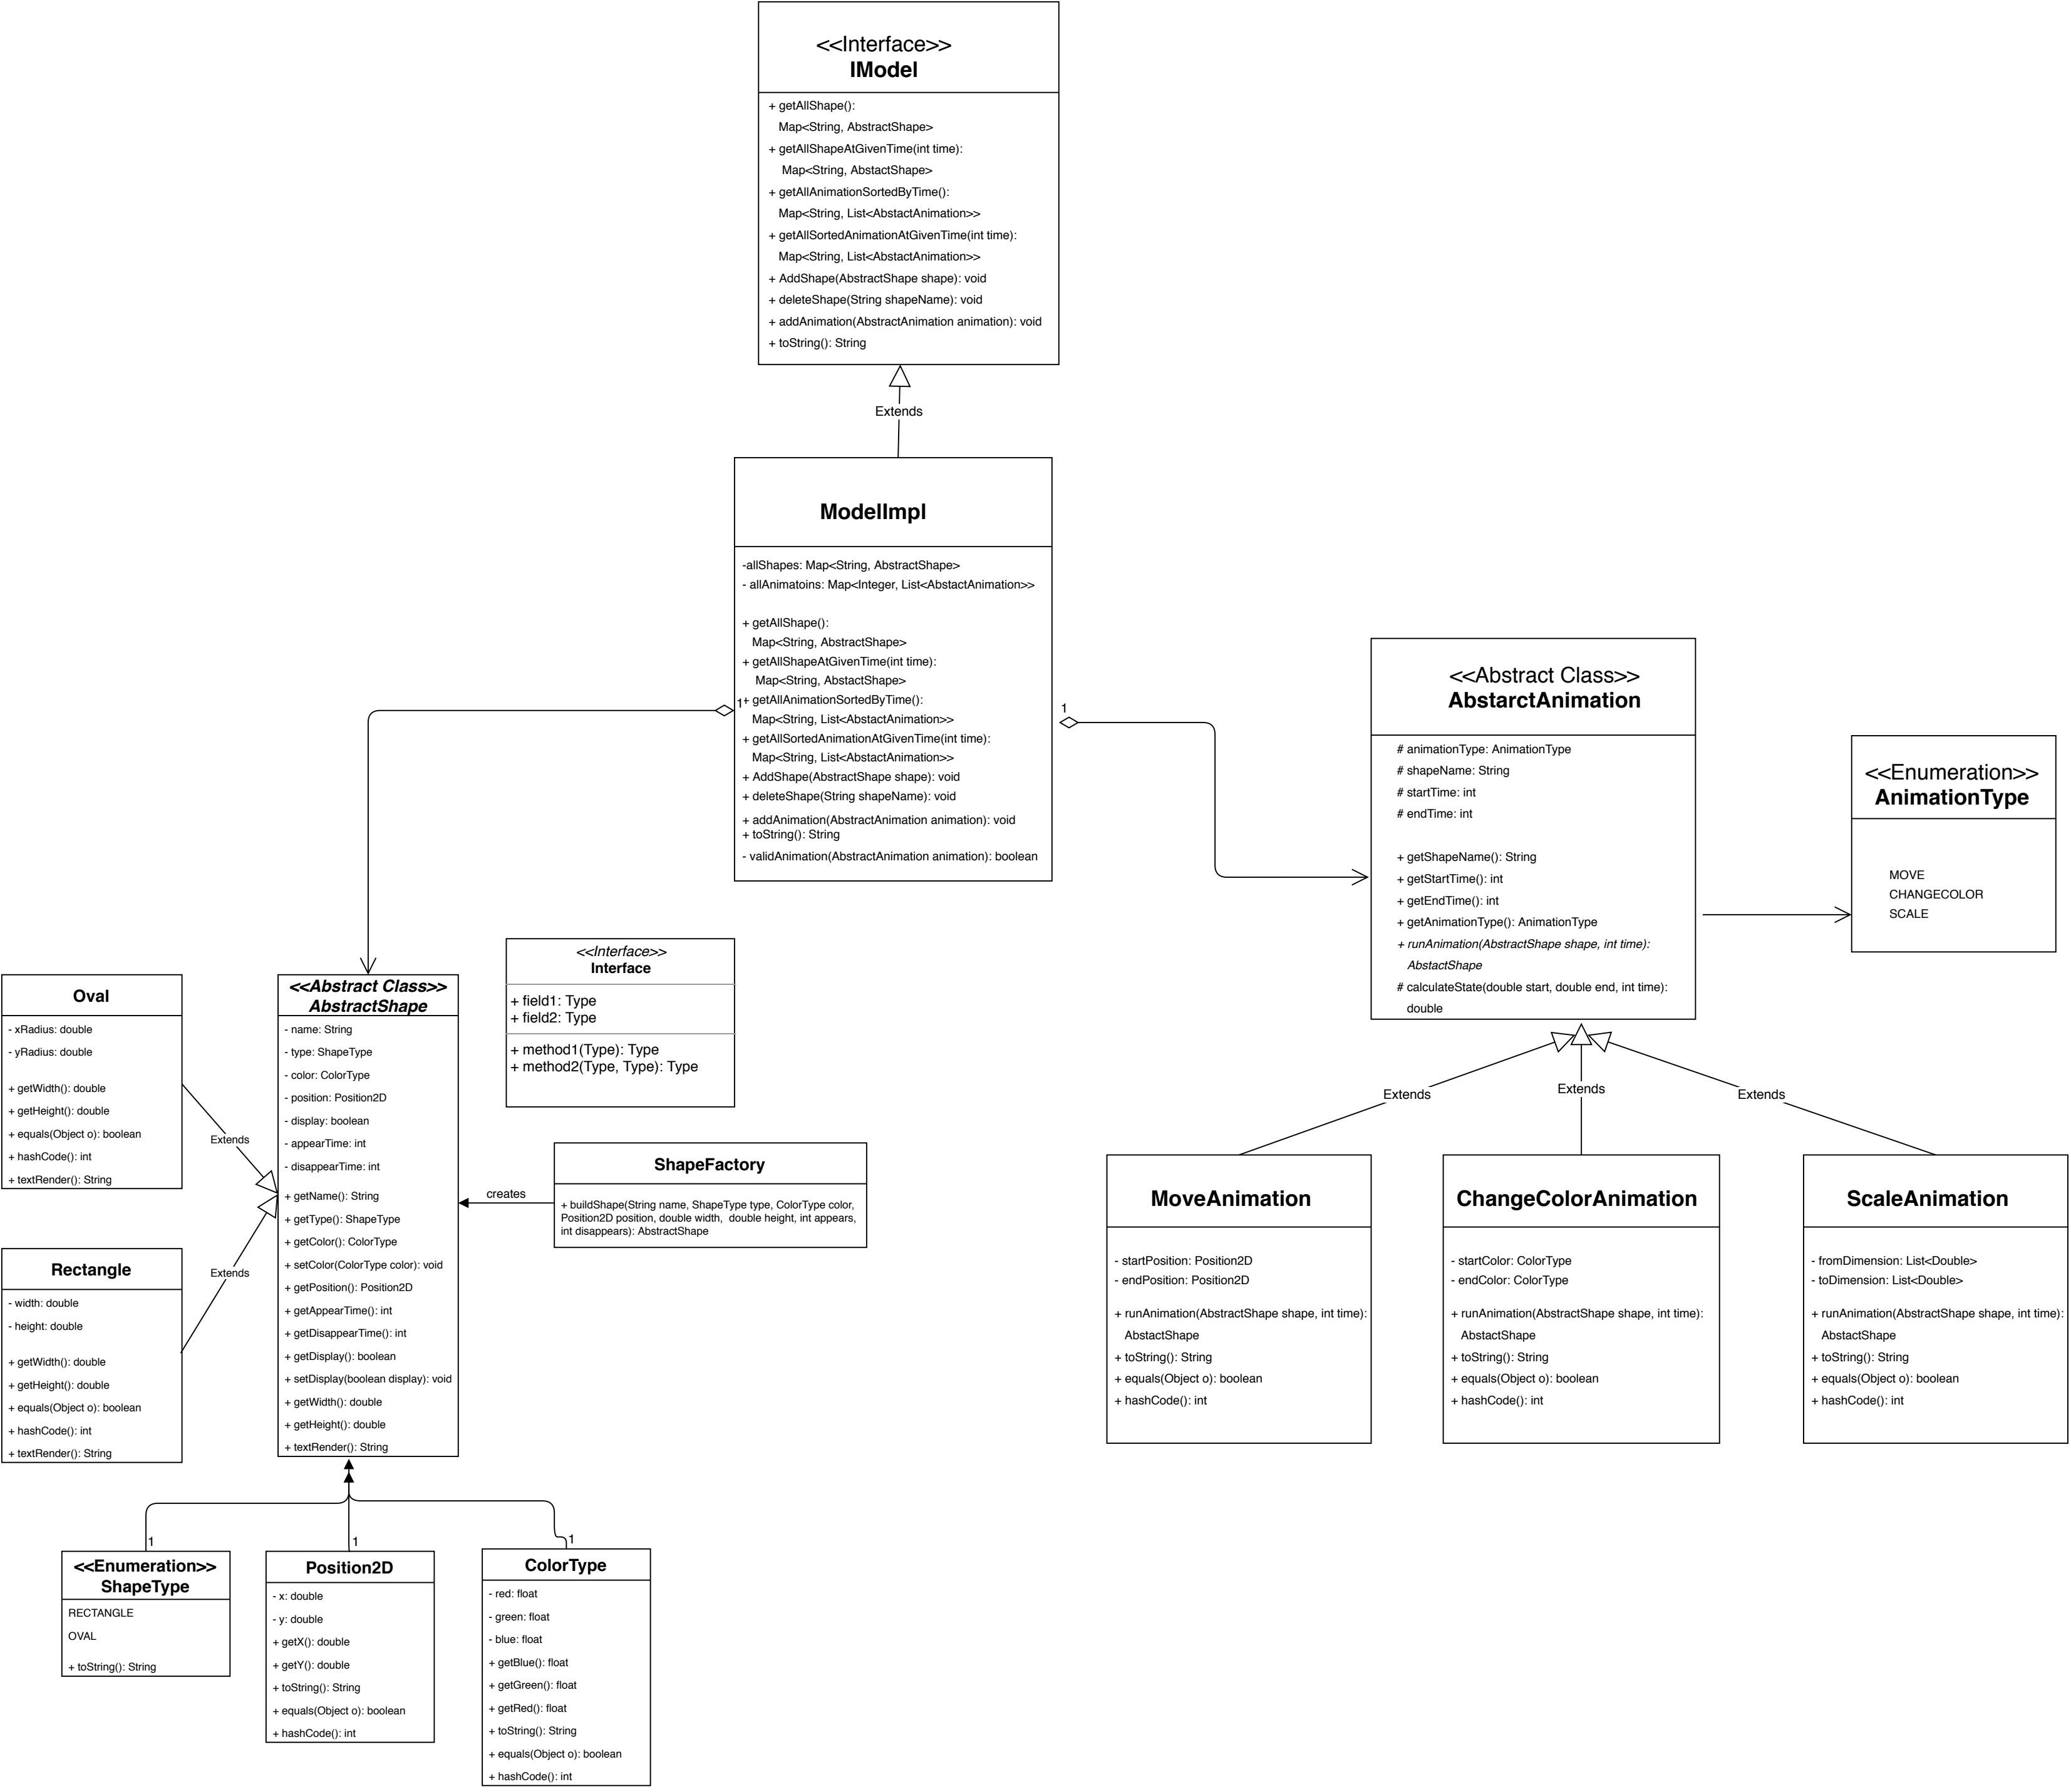 <<Interface>>
IModel
+ getAllShape():
Map<String, AbstractShape>
+ getAllShapeAtGivenTime(int time):
Map<String, AbstactShape>
+ getAllAnimationSortedByTime():
Map<String, List<AbstactAnimation>>
+ getAllSortedAnimationAtGivenTime(int time):
Map<String, List<AbstactAnimation>>
+ AddShape(AbstractShape shape): void
+ deleteShape(String shapeName): void
+ addAnimation(AbstractAnimation animation): void
+ toString(): String
Extends
ModelImpl
-allShapes: Map<String, AbstractShape>
- allAnimatoins: Map<Integer, List<AbstactAnimation>>
+ getAllShape():
Map<String, AbstractShape>
+ getAllShapeAtGivenTime(int time):
Map<String, AbstactShape>
+ getAllAnimationSortedByTime():
Map<String, List<AbstactAnimation>>
+ getAllSortedAnimationAtGivenTime(int time):
Map<String, List<AbstactAnimation>>
+ AddShape(AbstractShape shape): void
+ deleteShape(String shapeName): void
+ addAnimation(AbstractAnimation animation): void
+ toString(): String
- validAnimation(AbstractAnimation animation): boolean
1
1
<<Abstract Class>>
AbstarctAnimation
# animationType: AnimationType
# shapeName: String
# startTime: int
# endTime: int
+ getShapeName(): String
+ getStartTime(): int
+ getEndTime(): int
+ getAnimationType(): AnimationType
+ runAnimation(AbstractShape shape, int time):
AbstactShape
# calculateState(double start, double end, int time):
double
<<Enumeration>>
AnimationType
MOVE
CHANGECOLOR
SCALE
<<Interface>>
Interface
+ field1: Type
+ field2: Type
+ method1(Type): Type
+ method2(Type, Type): Type
Oval
- xRadius: double
- yRadius: double
+ getWidth(): double
+ getHeight(): double
+ equals(Object o): boolean
+ hashCode(): int
+ textRender(): String
Extends
<<Abstract Class>>
AbstractShape
- name: String
- type: ShapeType
- color: ColorType
- position: Position2D
- display: boolean
- appearTime: int
- disappearTime: int
+ getName(): String
+ getType(): ShapeType
+ getColor(): ColorType
+ setColor(ColorType color): void
+ getPosition(): Position2D
+ getAppearTime(): int
+ getDisappearTime(): int
+ getDisplay(): boolean
+ setDisplay(boolean display): void
+ getWidth(): double
+ getHeight(): double
+ textRender(): String
creates
ShapeFactory
+ buildShape(String name, ShapeType type, ColorType color,
Position2D position, double width,  double height, int appears,
int disappears): AbstractShape
Rectangle
- width: double
- height: double
+ getWidth(): double
+ getHeight(): double
+ equals(Object o): boolean
+ hashCode(): int
+ textRender(): String
Extends
Extends
Extends
Extends
MoveAnimation
- startPosition: Position2D
- endPosition: Position2D
+ runAnimation(AbstractShape shape, int time):
AbstactShape
+ toString(): String
+ equals(Object o): boolean
+ hashCode(): int
ChangeColorAnimation
- startColor: ColorType
- endColor: ColorType
+ runAnimation(AbstractShape shape, int time):
AbstactShape
+ toString(): String
+ equals(Object o): boolean
+ hashCode(): int
ScaleAnimation
- fromDimension: List<Double>
- toDimension: List<Double>
+ runAnimation(AbstractShape shape, int time):
AbstactShape
+ toString(): String
+ equals(Object o): boolean
+ hashCode(): int
1
1
1
<<Enumeration>>
ShapeType
RECTANGLE
OVAL
+ toString(): String
Position2D
- x: double
- y: double
+ getX(): double
+ getY(): double
+ toString(): String
+ equals(Object o): boolean
+ hashCode(): int
ColorType
- red: float
- green: float
- blue: float
+ getBlue(): float
+ getGreen(): float
+ getRed(): float
+ toString(): String
+ equals(Object o): boolean
+ hashCode(): int